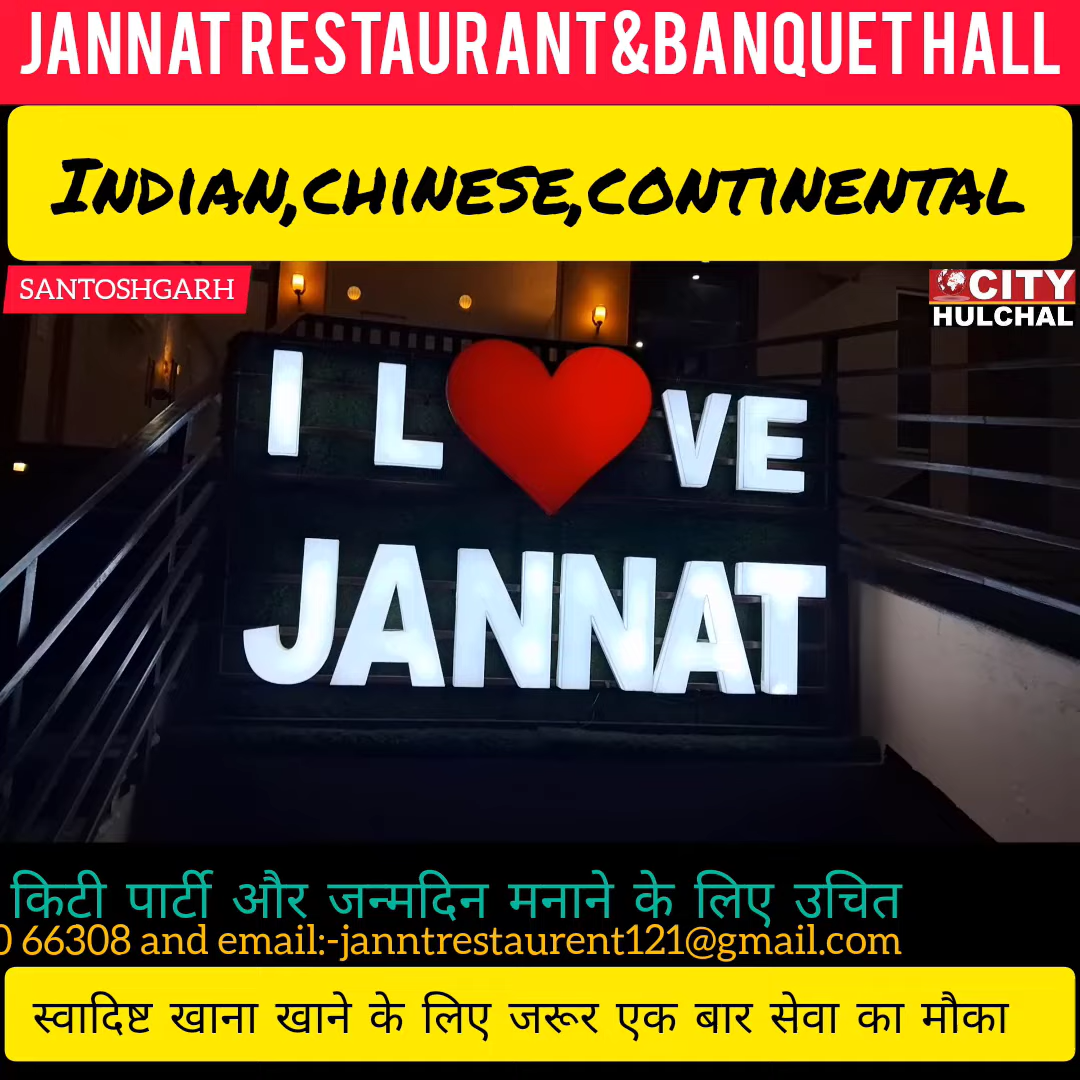 JANNAT RESTAURANT&BANQUET HALL
INDIAN,CHINESE,CONTINENTAL
SANTOSHGARH
CITY
HULCHAL
I L VE
JANNAT
किटी पार्टी और जन्मदिन मनाने के लिए उचित
66308 and email:-janntrestaurent121@gmail.com
स्वादिष्ट खाना खाने के लिए जरूर एक बार सेवा का मौका